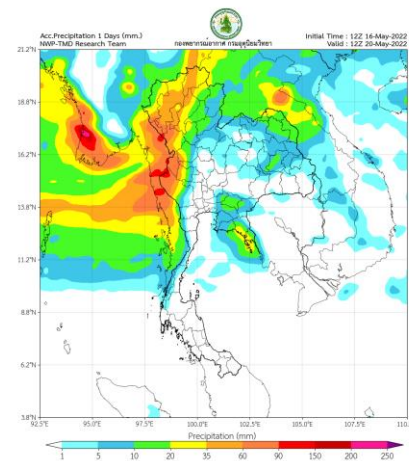 Acc.Precipitation 1 Days (mm.)
NWP-TMD Research Team
กองพยากรณ์อากาศ กรมอุตุนิยมวิทยา
Initial Time : 12Z 16-May-2022
Valid : 12Z 20-May-2022
21.2°N
18.8°N
16.2°N
13.8°N
11.2°N
8.8°N
6.2°N
3.8°N
92.5°E 95.0°E 97.5°E 100.0°E 102.5°E 105.0°E 107.5°E 110.
Precipitation (mm)
1 5 10 20 35 60 90 150 200 250